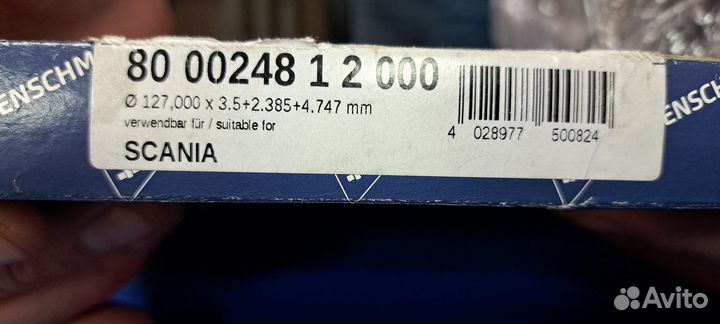 80 00248 1 2 000
Ø 127,000 x 3.5+2.385+4.747 mm
verwendbar für / suitable for
SCANIA
4 028977 500824
ENSCHM
ENSCHM
Avito